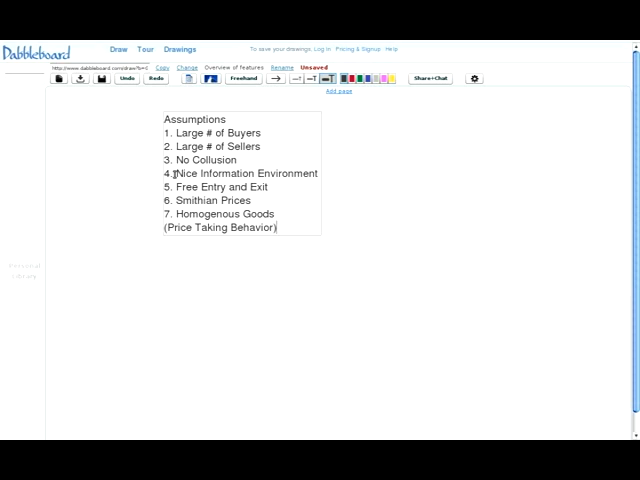 Dabbleboard
Draw Tour Drawings
To save your drawings, Log in Pricing & Signup Help
Copy Change Overview of features Rename Unsaved
Undo Redo Freehand Share+Chat
Add page
Assumptions
1. Large # of Buyers
2. Large # of Sellers
3. No Collusion
4. Nice Information Environment
5. Free Entry and Exit
6. Smithian Prices
7. Homogenous Goods
(Price Taking Behavior)
Personal
Library